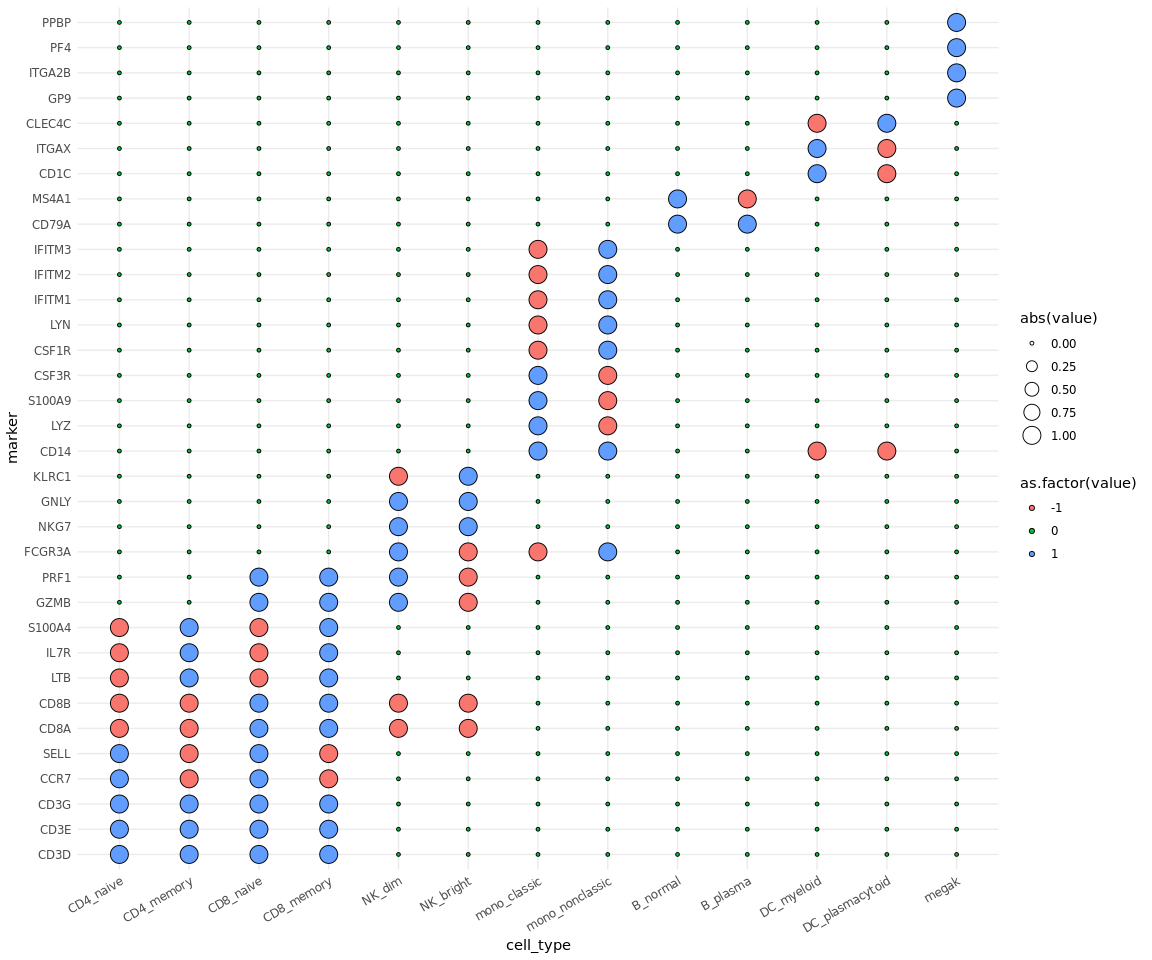 PPBP
PF4
ITGA2B
GP9
CLEC4C
ITGAX
CD1C
MS4A1
CD79A
IFITM3
IFITM2
IFITM1
LYN
CSF1R
CSF3R
S100A9
LYZ
CD14
KLRC1
GNLY
NKG7
FCGR3A
PRF1
GZMB
S100A4
IL7R
LTB
CD8B
CD8A
SELL
CCR7
CD3G
CD3E
CD3D
marker
CD4_naive
CD4_memory
CD8_naive
CD8_memory
NK_dim
NK_bright
mono_classic
mono_nonclassic
B_normal
B_plasma
DC_myeloid
DC_plasmacytoid
megak
cell_type
abs(value)
0.00
0.25
0.50
0.75
1.00
as.factor(value)
-1
0
1